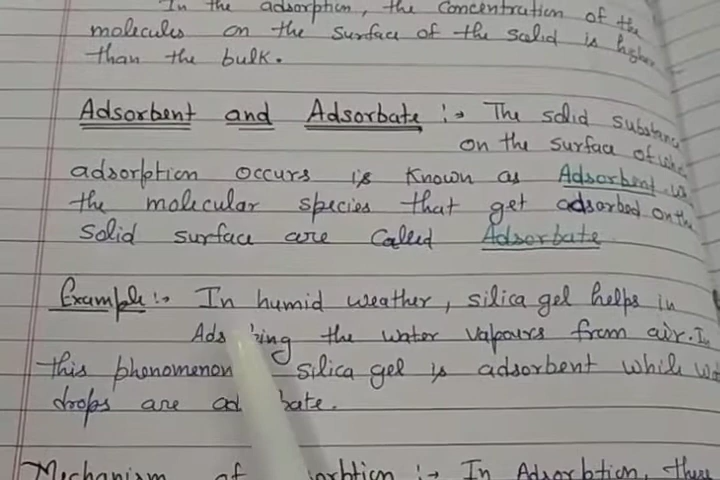 In the adsorption, the concentration of the
molecules on the surface of the solid is higher
than the bulk.
Adsorbent and Adsorbate :- The solid substance
on the surface of
adsorption occurs is known as Adsorbent.
the molecular species that get adsorbed on the
solid surface are called Adsorbate.
Example :- In humid weather, silica gel helps in
the water vapours from air. I
this phenomenon silica gel is adsorbent while
drops are
Mechanism of :- In Adsorbtion, there